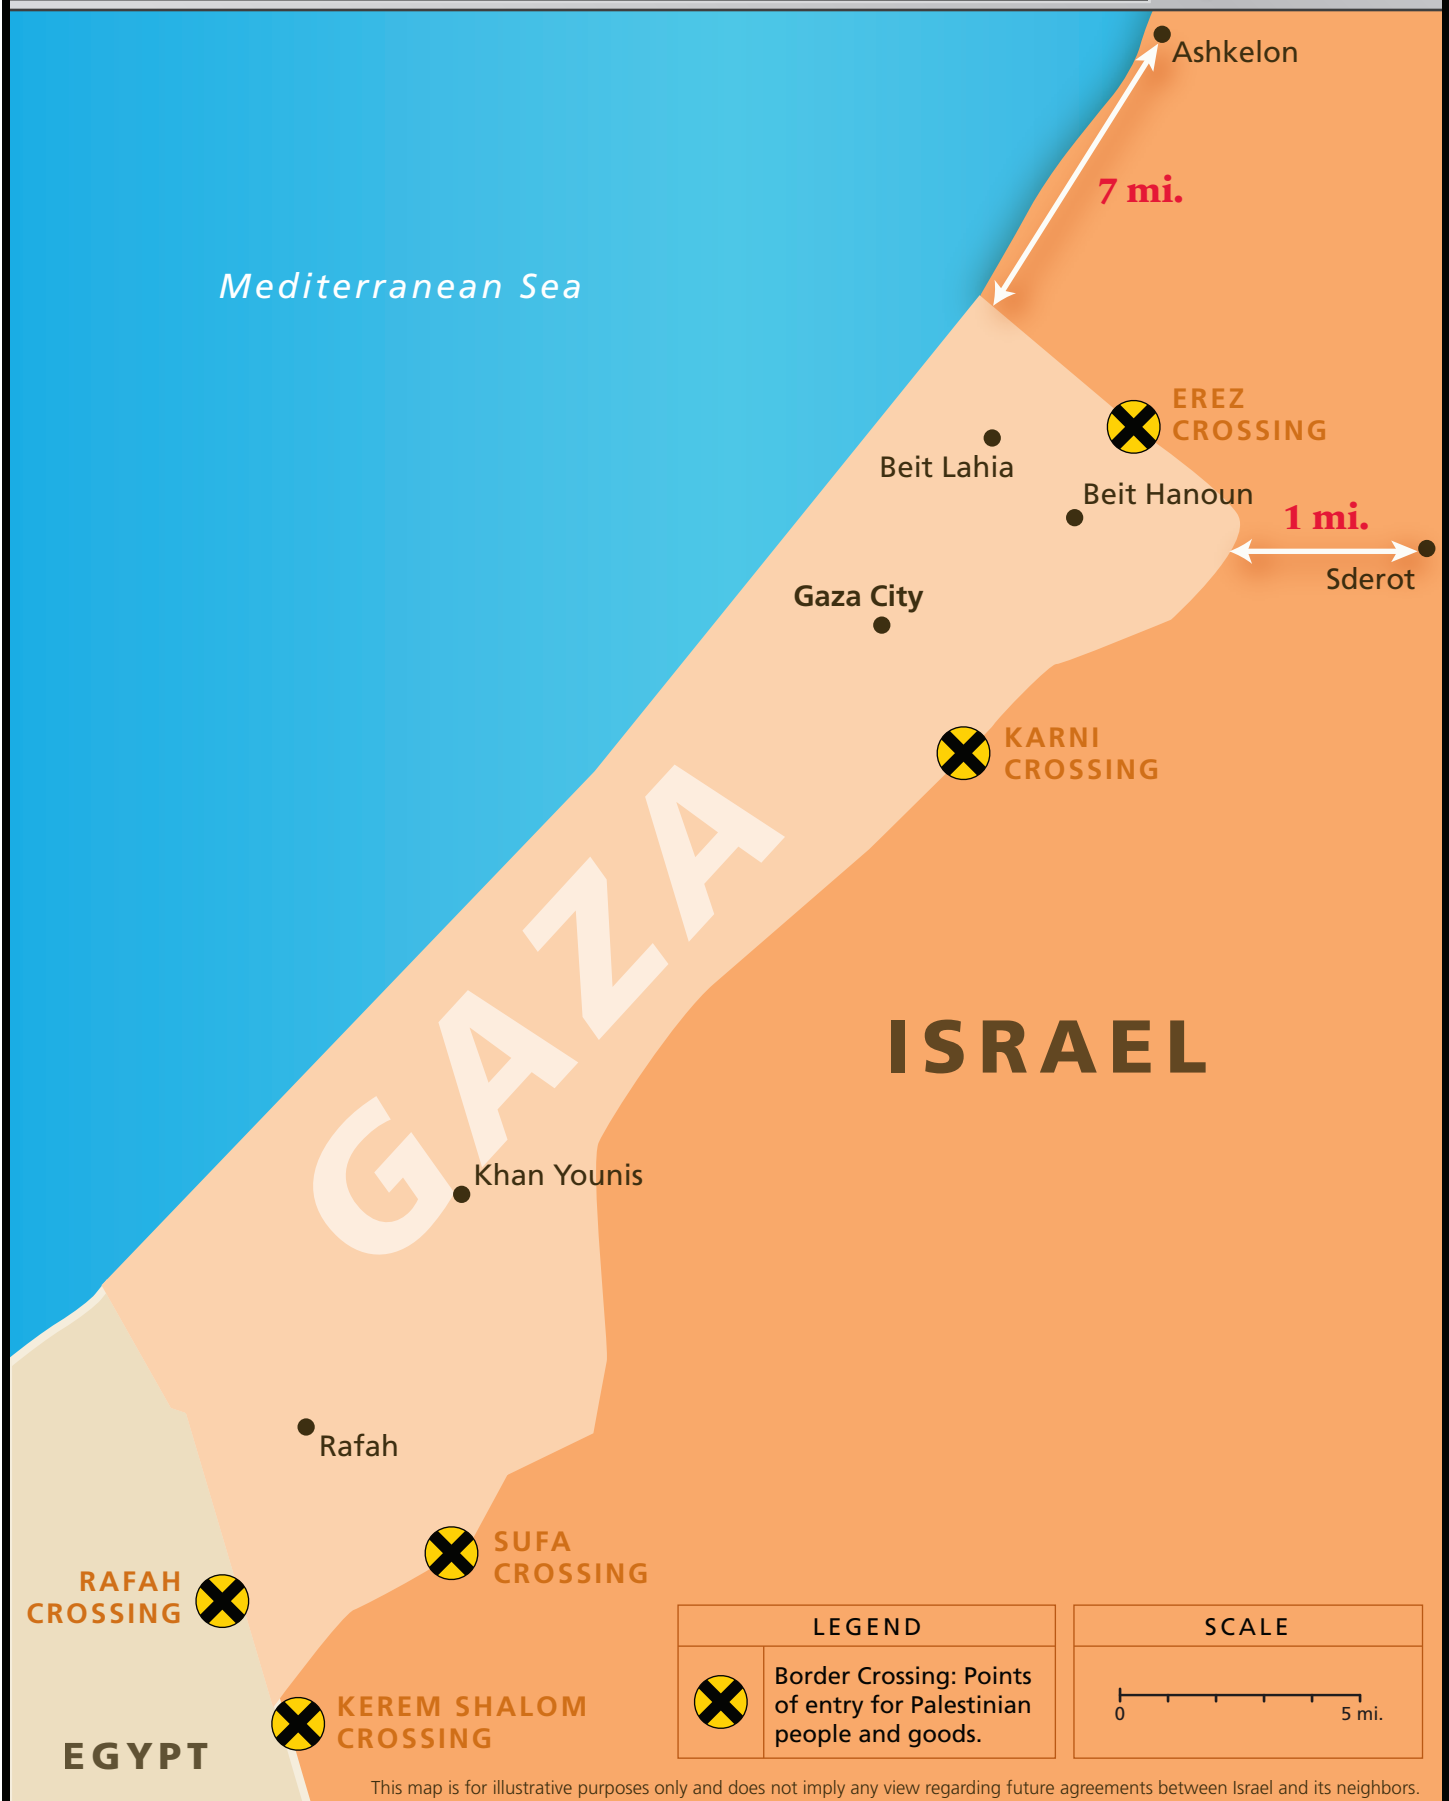 Ashkelon
7 mi.
Mediterranean Sea
EREZ
CROSSING
Beit Lahia
Beit Hanoun
1 mi.
Sderot
Gaza City
KARNI
CROSSING
GAZA
ISRAEL
Khan Younis
Rafah
SUFA
CROSSING
RAFAH
CROSSING
KEREM SHALOM
CROSSING
EGYPT
LEGEND
Border Crossing: Points
of entry for Palestinian
people and goods.
SCALE
0 5 mi.
This map is for illustrative purposes only and does not imply any view regarding future agreements between Israel and its neighbors.